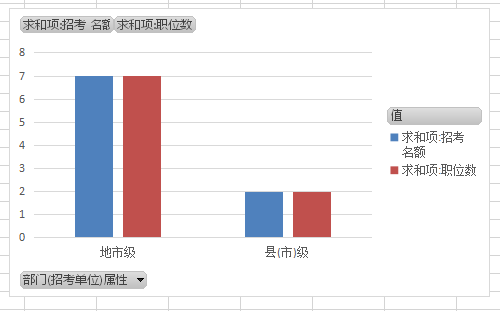 求和项:招考 名额 求和项:职位数
8
7
6
5
4
3
2
1
0
地市级 县(市)级
值
求和项:招考
名额
求和项:职位数
部门(招考单位)属性